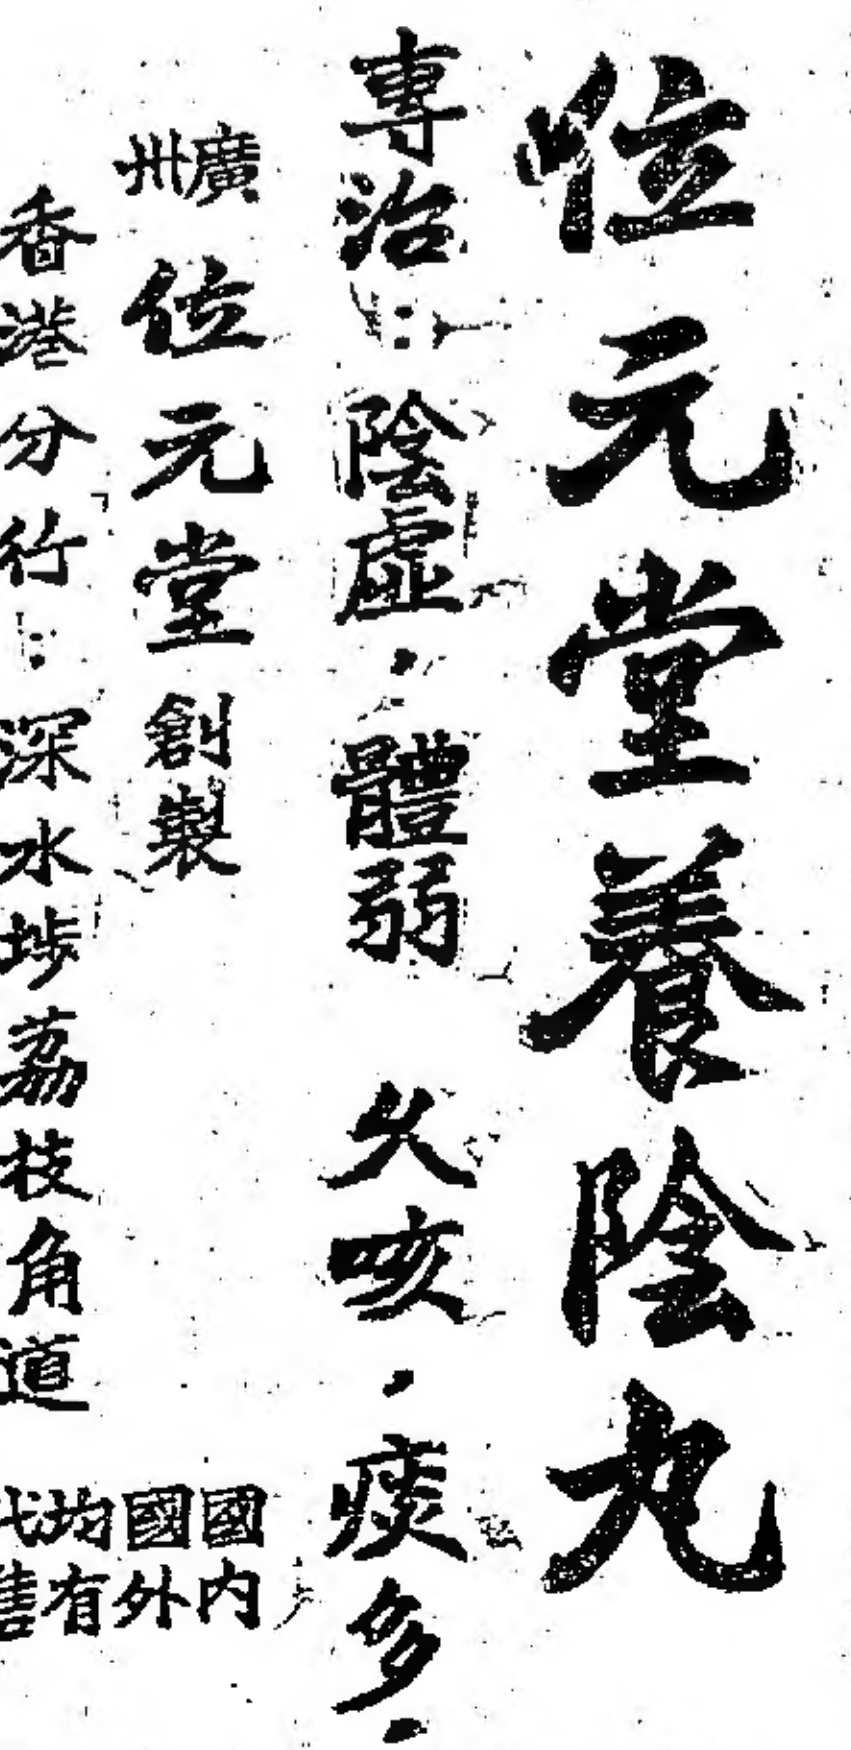 位元堂養陰丸
專治：陰虛．體弱　久咳．痰多．
廣州位元堂創製
香港分行：深水埗荔枝角道
國內
國外
均有
代售